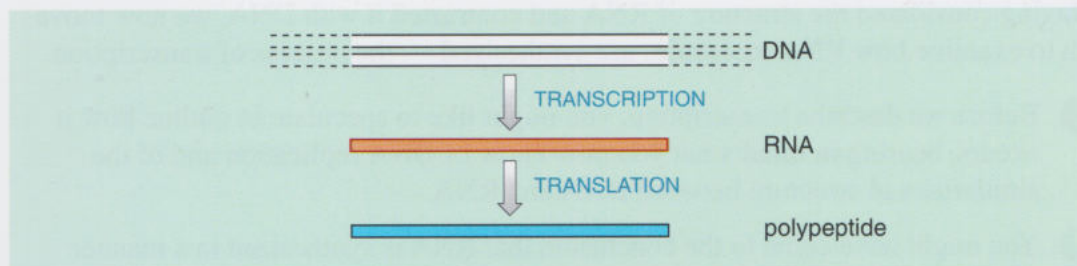 DNA
TRANSCRIPTION
RNA
TRANSLATION
polypeptide